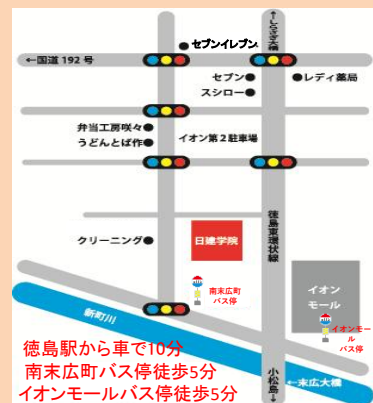 ↑しらさぎ大橋
セブンイレブン
←国道 192 号
セブン
レディ薬局
スシロー
弁当工房咲々
うどんとば作
イオン第2駐車場
徳島東環状線
クリーニング
日建学院
南末広町
バス停
イオン
モール
イオンモール
バス停
新町川
小松島→
←末広大橋
徳島駅から車で10分
南末広町バス停徒歩5分
イオンモールバス停徒歩5分